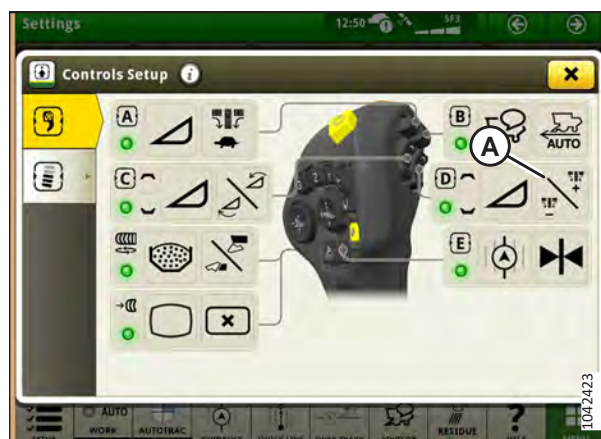 Settings
12:50
SF3
Controls Setup i
A
B
AUTO
A
C
D
E
1042423
AUTO
WORK
AUTOTRAC
RESIDUE
?